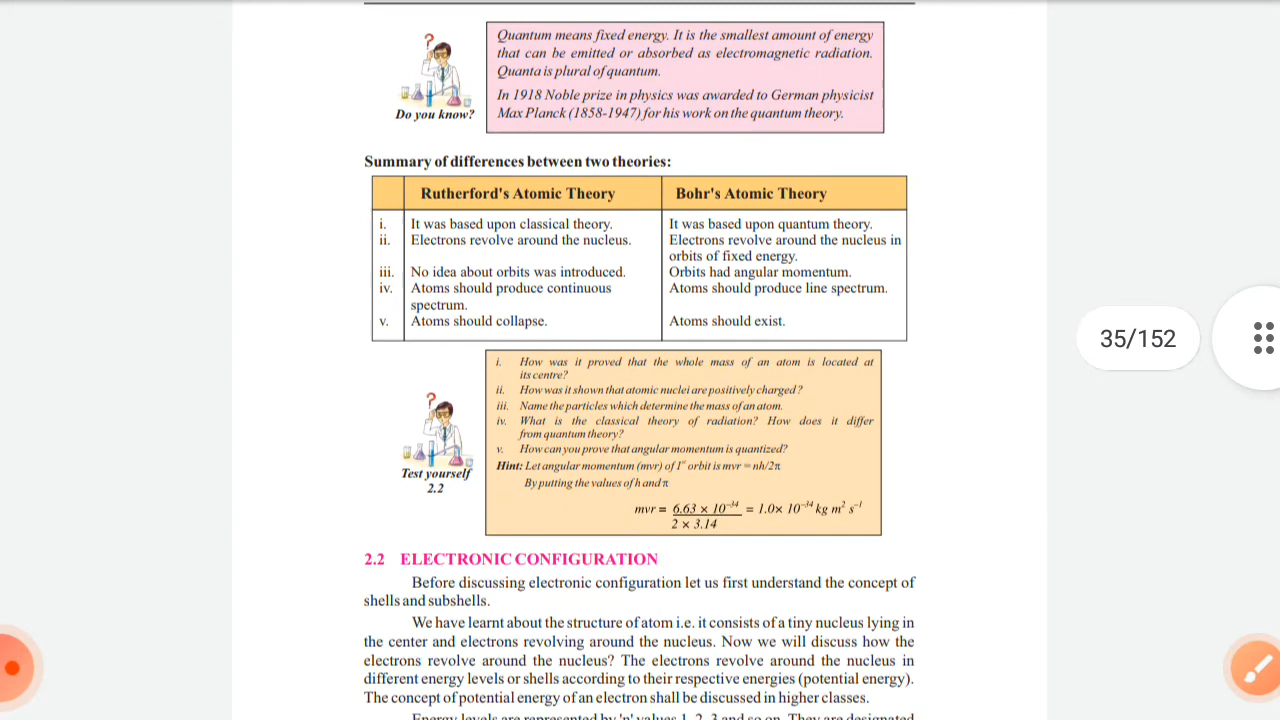 Quantum means fixed energy. It is the smallest amount of energy
that can be emitted or absorbed as electromagnetic radiation.
Quanta is plural of quantum.
In 1918 Noble prize in physics was awarded to German physicist
Max Planck (1858-1947) for his work on the quantum theory.
?
Do you know?
Summary of differences between two theories:
Rutherford's Atomic Theory Bohr's Atomic Theory
i. It was based upon classical theory. It was based upon quantum theory.
ii. Electrons revolve around the nucleus. Electrons revolve around the nucleus in
orbits of fixed energy.
iii. No idea about orbits was introduced. Orbits had angular momentum.
iv. Atoms should produce continuous Atoms should produce line spectrum.
spectrum.
v. Atoms should collapse. Atoms should exist.
35/152
i. How was it proved that the whole mass of an atom is located at
its centre?
ii. How was it shown that atomic nuclei are positively charged?
iii. Name the particles which determine the mass of an atom.
iv. What is the classical theory of radiation? How does it differ
from quantum theory?
v. How can you prove that angular momentum is quantized?
Hint: Let angular momentum (mvr) of 1st orbit is mvr = nh/2π
By putting the values of h and π
mvr = 6.63 × 10⁻³⁴ = 1.0× 10⁻³⁴ kg m² s⁻¹
2 × 3.14
?
Test yourself
2.2
2.2 ELECTRONIC CONFIGURATION
Before discussing electronic configuration let us first understand the concept of
shells and subshells.
We have learnt about the structure of atom i.e. it consists of a tiny nucleus lying in
the center and electrons revolving around the nucleus. Now we will discuss how the
electrons revolve around the nucleus? The electrons revolve around the nucleus in
different energy levels or shells according to their respective energies (potential energy).
The concept of potential energy of an electron shall be discussed in higher classes.
Energy levels are represented by 'n' values 1, 2, 3 and so on. They are designated